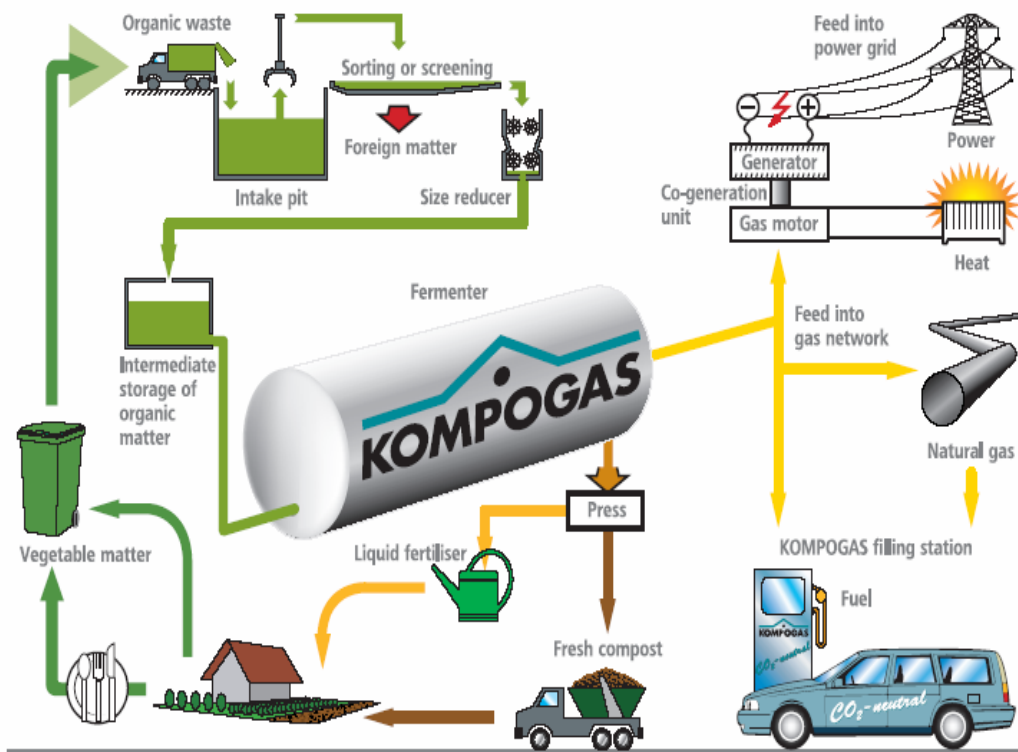 Organic waste
Sorting or screening
Foreign matter
Intake pit
Size reducer
Feed into
power grid
−
+
Power
Generator
Co-generation
unit
Gas motor
Heat
Fermenter
Feed into
gas network
Intermediate
storage of
organic
matter
KOMPOGAS
Natural gas
Press
Vegetable matter
Liquid fertiliser
KOMPOGAS filling station
Fuel
KOMPOGAS
CO₂-neutral
Fresh compost
CO₂-neutral